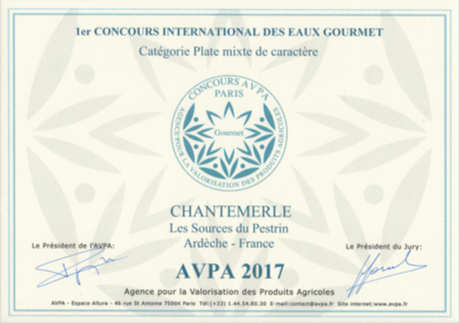 1er CONCOURS INTERNATIONAL DES EAUX GOURMET
Catégorie Plate mixte de caractère
CONCOURS AVPA
PARIS
Gourmet
AGENCE POUR LA VALORISATION DES PRODUITS AGRICOLES
CHANTEMERLE
Les Sources du Pestrin
Ardèche - France
Le Président de l'AVPA:
Le Président du Jury:
AVPA 2017
Agence pour la Valorisation des Produits Agricoles
AVPA - Espace Altura - 46 rue St Antoine 75004 Paris Tél:(+33) 1.44.54.80.30 E-mail:contact@avpa.fr Site internet:www.avpa.fr